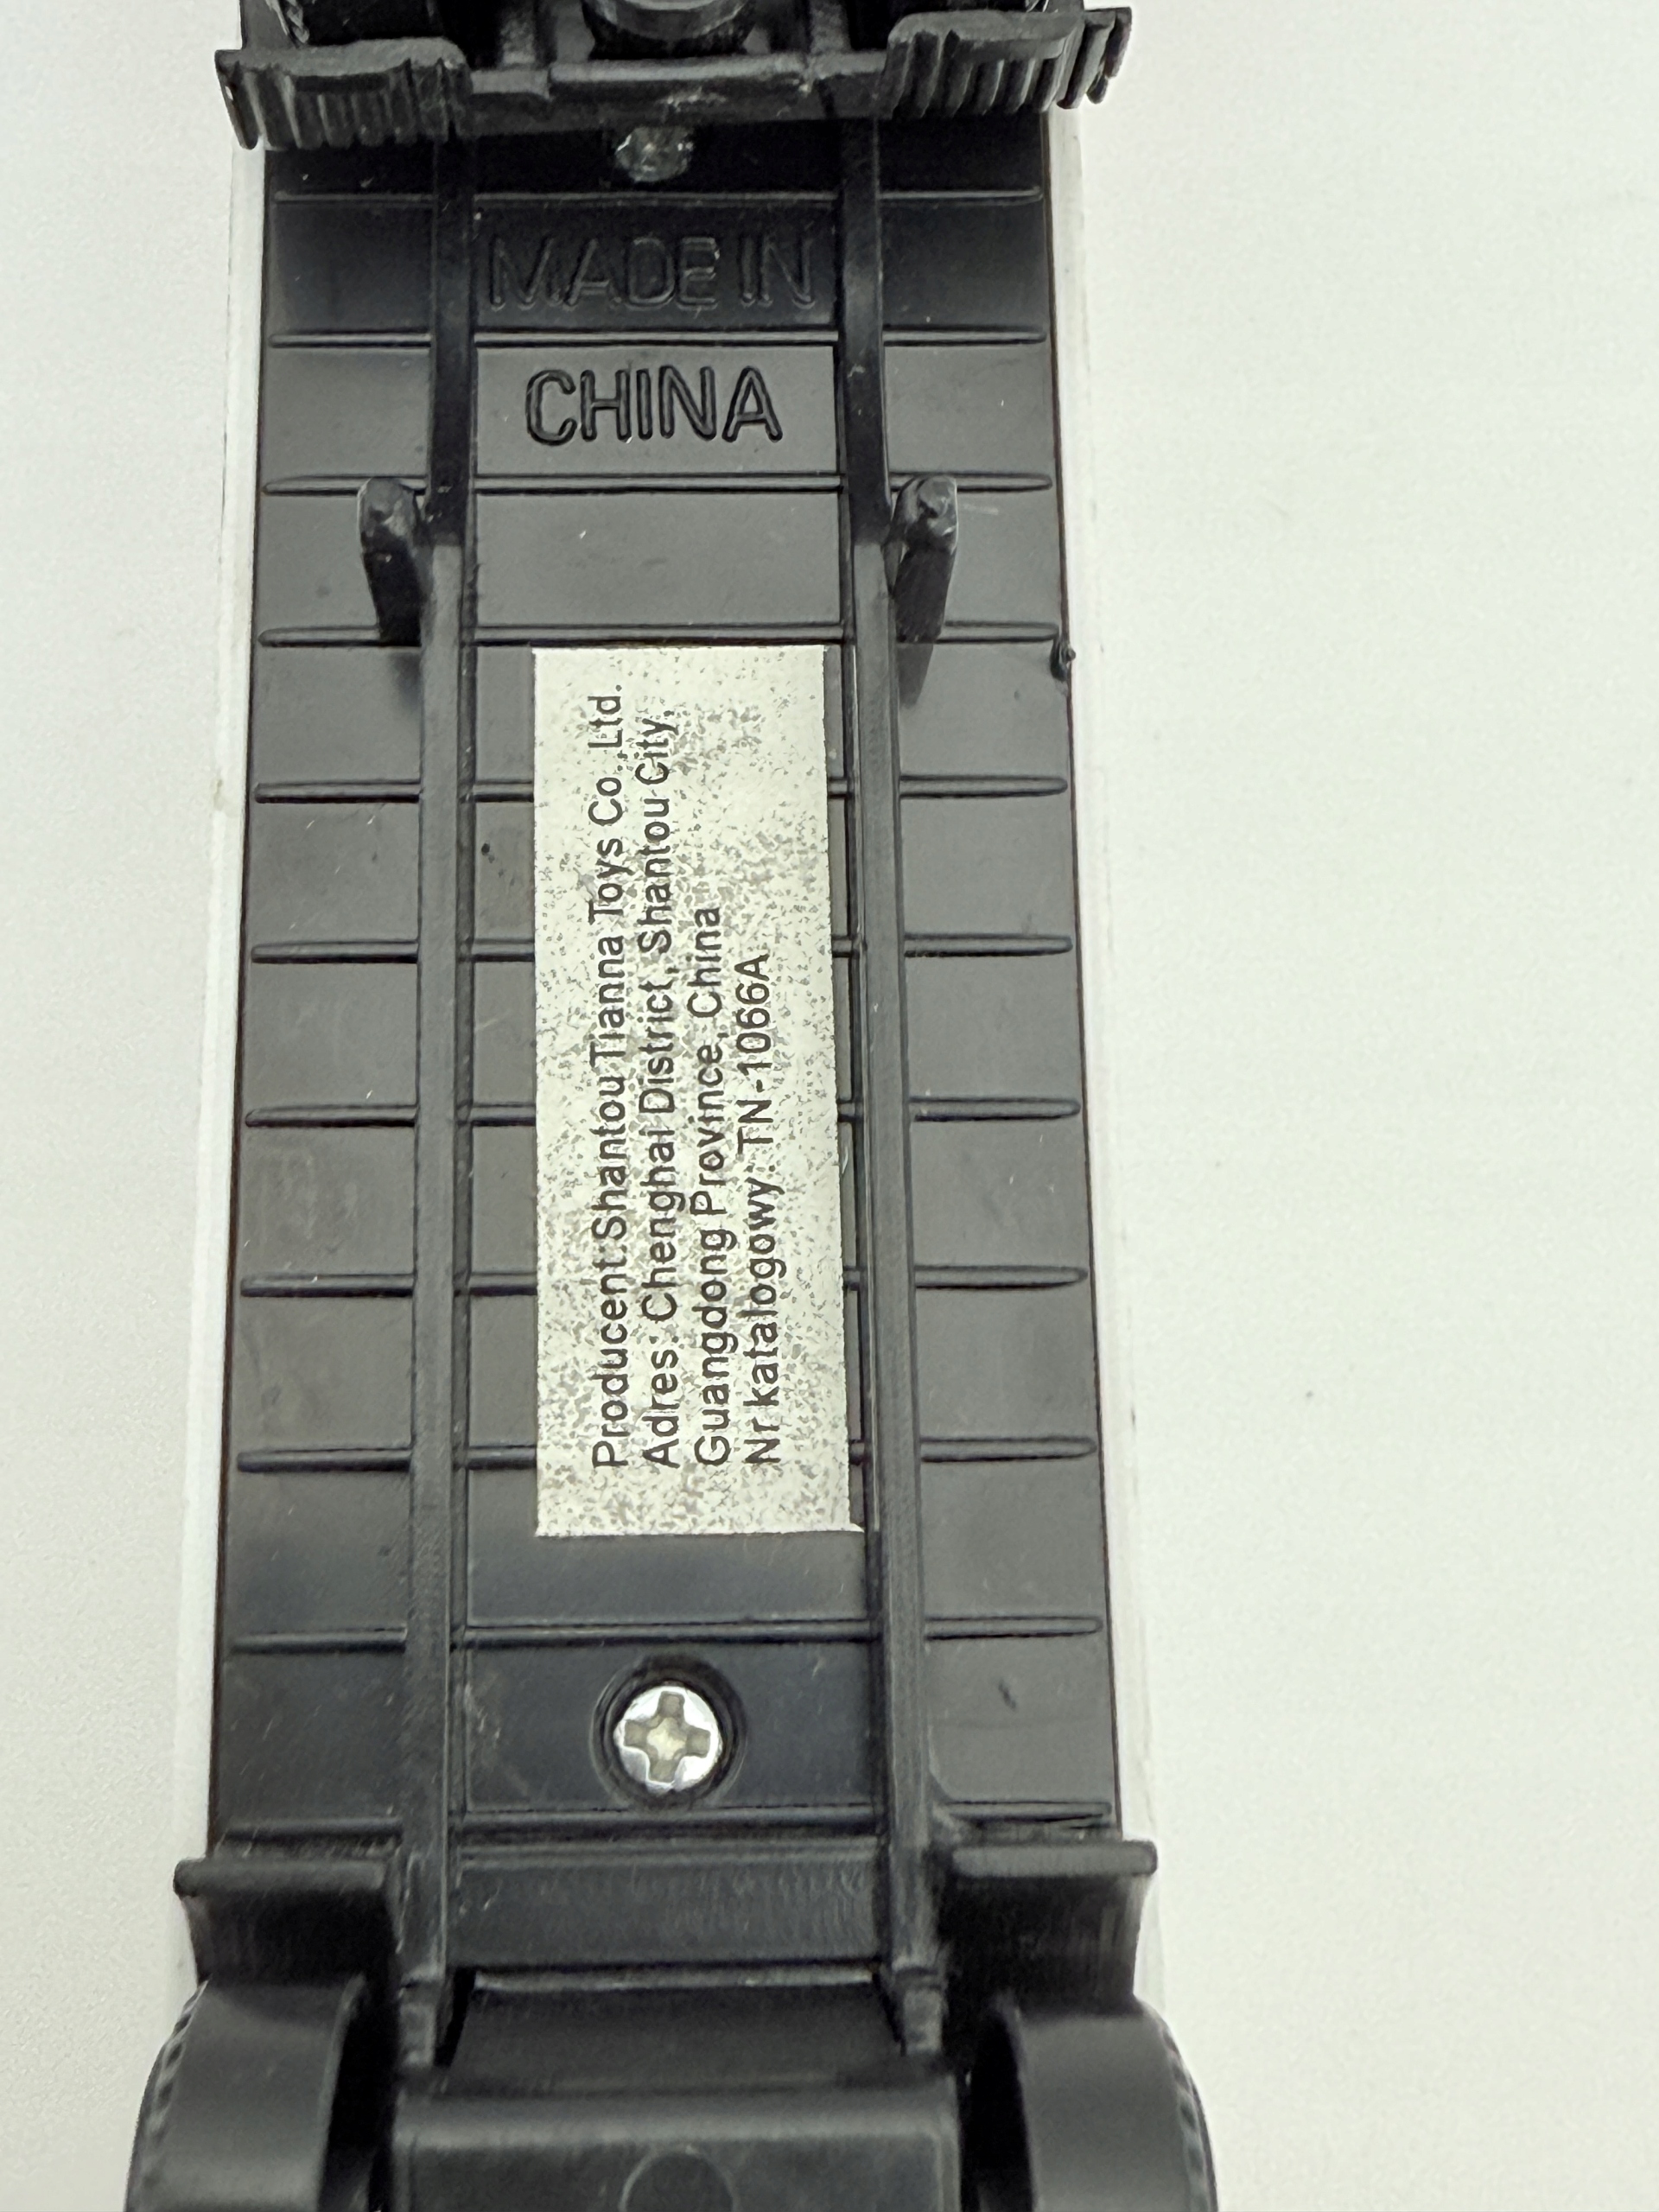 MADE IN
CHINA
Producent:Shantou Tianna Toys Co.,Ltd.
Adres: Chenghai District, Shantou City,
Guangdong Province, China
Nr katalogowy: TN-1066A